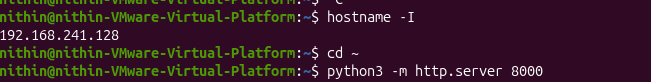 nithin@nithin-VMware-Virtual-Platform:~$ hostname -I
192.168.241.128
nithin@nithin-VMware-Virtual-Platform:~$ cd ~
nithin@nithin-VMware-Virtual-Platform:~$ python3 -m http.server 8000